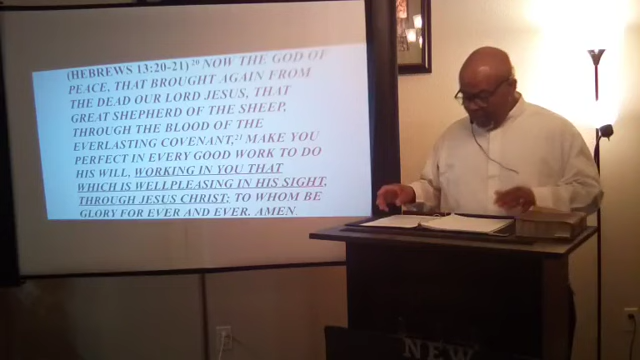 (HEBREWS 13:20-21) 20 NOW THE GOD OF
PEACE, THAT BROUGHT AGAIN FROM
THE DEAD OUR LORD JESUS, THAT
GREAT SHEPHERD OF THE SHEEP,
THROUGH THE BLOOD OF THE
EVERLASTING COVENANT, 21 MAKE YOU
PERFECT IN EVERY GOOD WORK TO DO
HIS WILL, WORKING IN YOU THAT
WHICH IS WELLPLEASING IN HIS SIGHT,
THROUGH JESUS CHRIST; TO WHOM BE
GLORY FOR EVER AND EVER. AMEN.
NEW